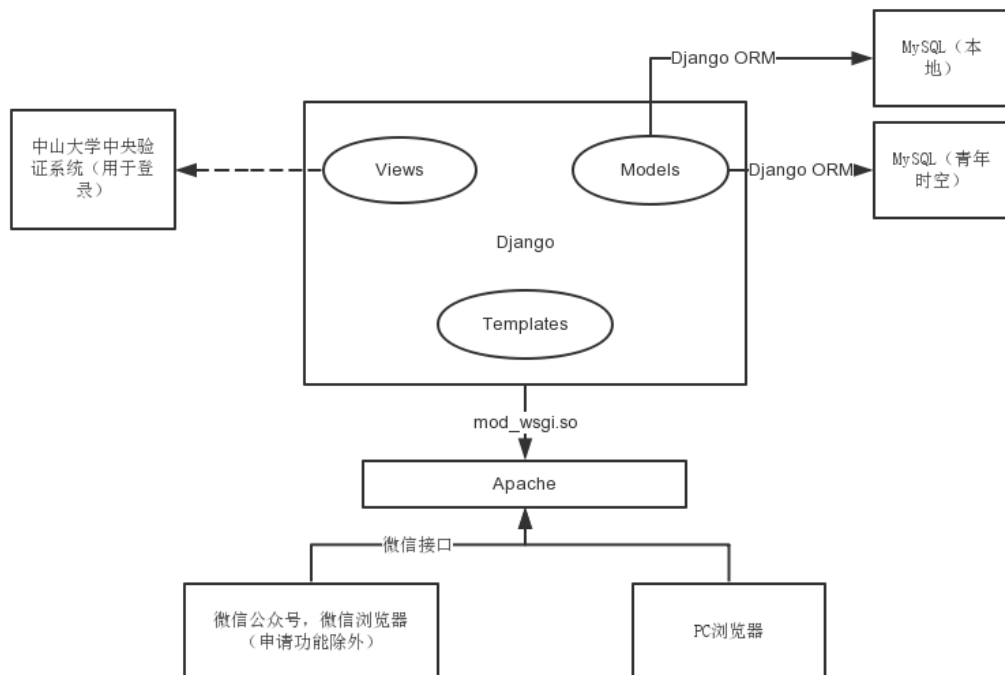 MySQL（本
地）
Django ORM
中山大学中央验
证系统（用于登
录）
Views
Models
Django ORM
MySQL（青年
时空）
Django
Templates
mod_wsgi.so
Apache
微信接口
微信公众号，微信浏览器
（申请功能除外）
PC浏览器